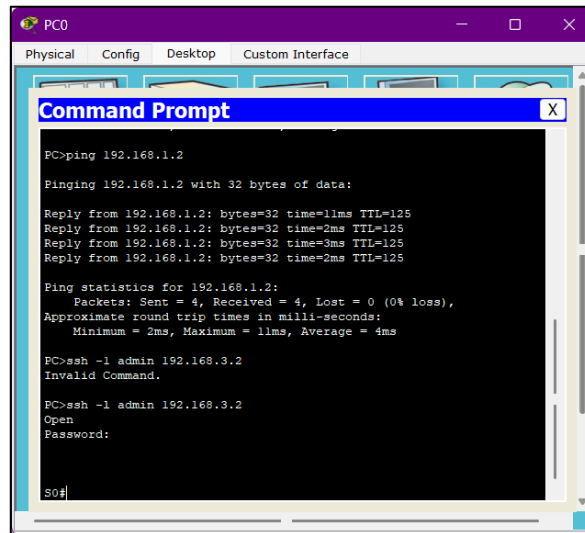 PC0
Physical Config Desktop Custom Interface
Command Prompt X
PC>ping 192.168.1.2
Pinging 192.168.1.2 with 32 bytes of data:
Reply from 192.168.1.2: bytes=32 time=11ms TTL=125
Reply from 192.168.1.2: bytes=32 time=2ms TTL=125
Reply from 192.168.1.2: bytes=32 time=3ms TTL=125
Reply from 192.168.1.2: bytes=32 time=2ms TTL=125
Ping statistics for 192.168.1.2:
Packets: Sent = 4, Received = 4, Lost = 0 (0% loss),
Approximate round trip times in milli-seconds:
Minimum = 2ms, Maximum = 11ms, Average = 4ms
PC>ssh -l admin 192.168.3.2
Invalid Command.
PC>ssh -l admin 192.168.3.2
Open
Password:
S0#